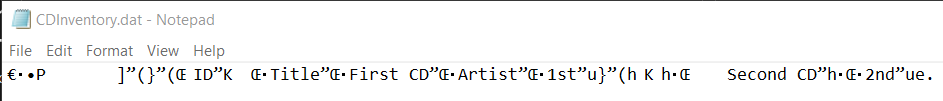 CDInventory.dat - Notepad
File Edit Format View Help
€•P ]”(}”(Œ ID”K Œ·Title”Œ·First CD”Œ·Artist”Œ·1st”u}”(h K h·Œ Second CD”h·Œ·2nd”ue.